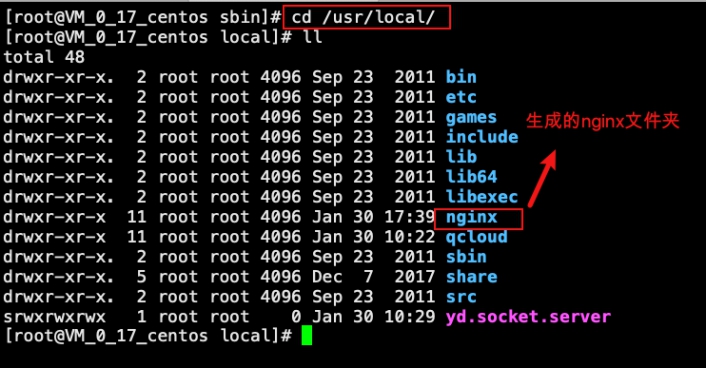 [root@VM_0_17_centos sbin]# cd /usr/local/
[root@VM_0_17_centos local]# ll
total 48
drwxr-xr-x.  2 root root 4096 Sep 23  2011 bin
drwxr-xr-x.  2 root root 4096 Sep 23  2011 etc
drwxr-xr-x.  2 root root 4096 Sep 23  2011 games
drwxr-xr-x.  2 root root 4096 Sep 23  2011 include
drwxr-xr-x.  2 root root 4096 Sep 23  2011 lib
drwxr-xr-x.  2 root root 4096 Sep 23  2011 lib64
drwxr-xr-x.  2 root root 4096 Sep 23  2011 libexec
drwxr-xr-x  11 root root 4096 Jan 30 17:39 nginx
drwxr-xr-x  11 root root 4096 Jan 30 10:22 qcloud
drwxr-xr-x.  2 root root 4096 Sep 23  2011 sbin
drwxr-xr-x.  5 root root 4096 Dec  7  2017 share
drwxr-xr-x.  2 root root 4096 Sep 23  2011 src
srwxrwxrwx   1 root root    0 Jan 30 10:29 yd.socket.server
[root@VM_0_17_centos local]#
生成的nginx文件夹